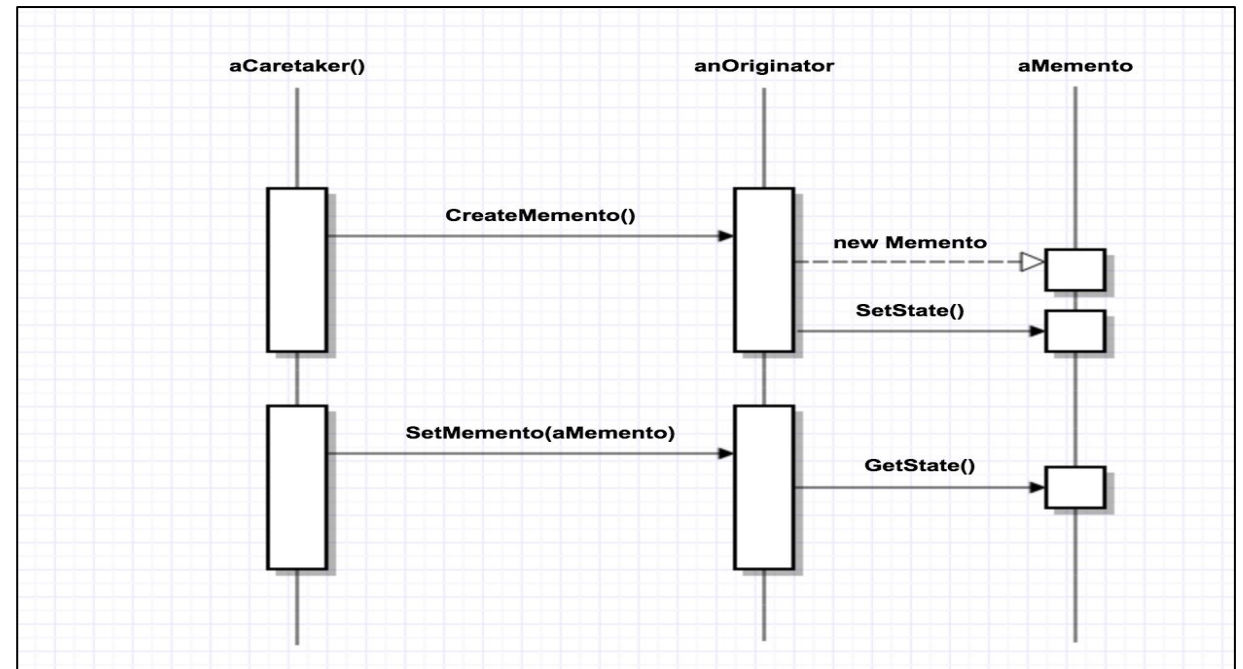 aCaretaker()
anOriginator
aMemento
CreateMemento()
new Memento
SetState()
SetMemento(aMemento)
GetState()